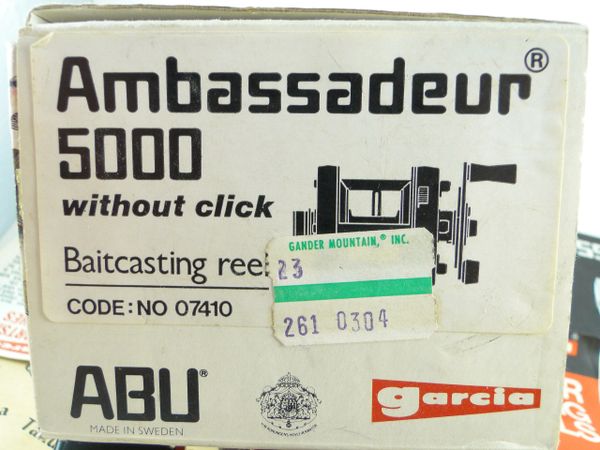 Ambassadeur®
5000
without click
Baitcasting reel
CODE: NO 07410
GANDER MOUNTAIN,® INC.
23
261 0304
ABU®
MADE IN SWEDEN
garcia